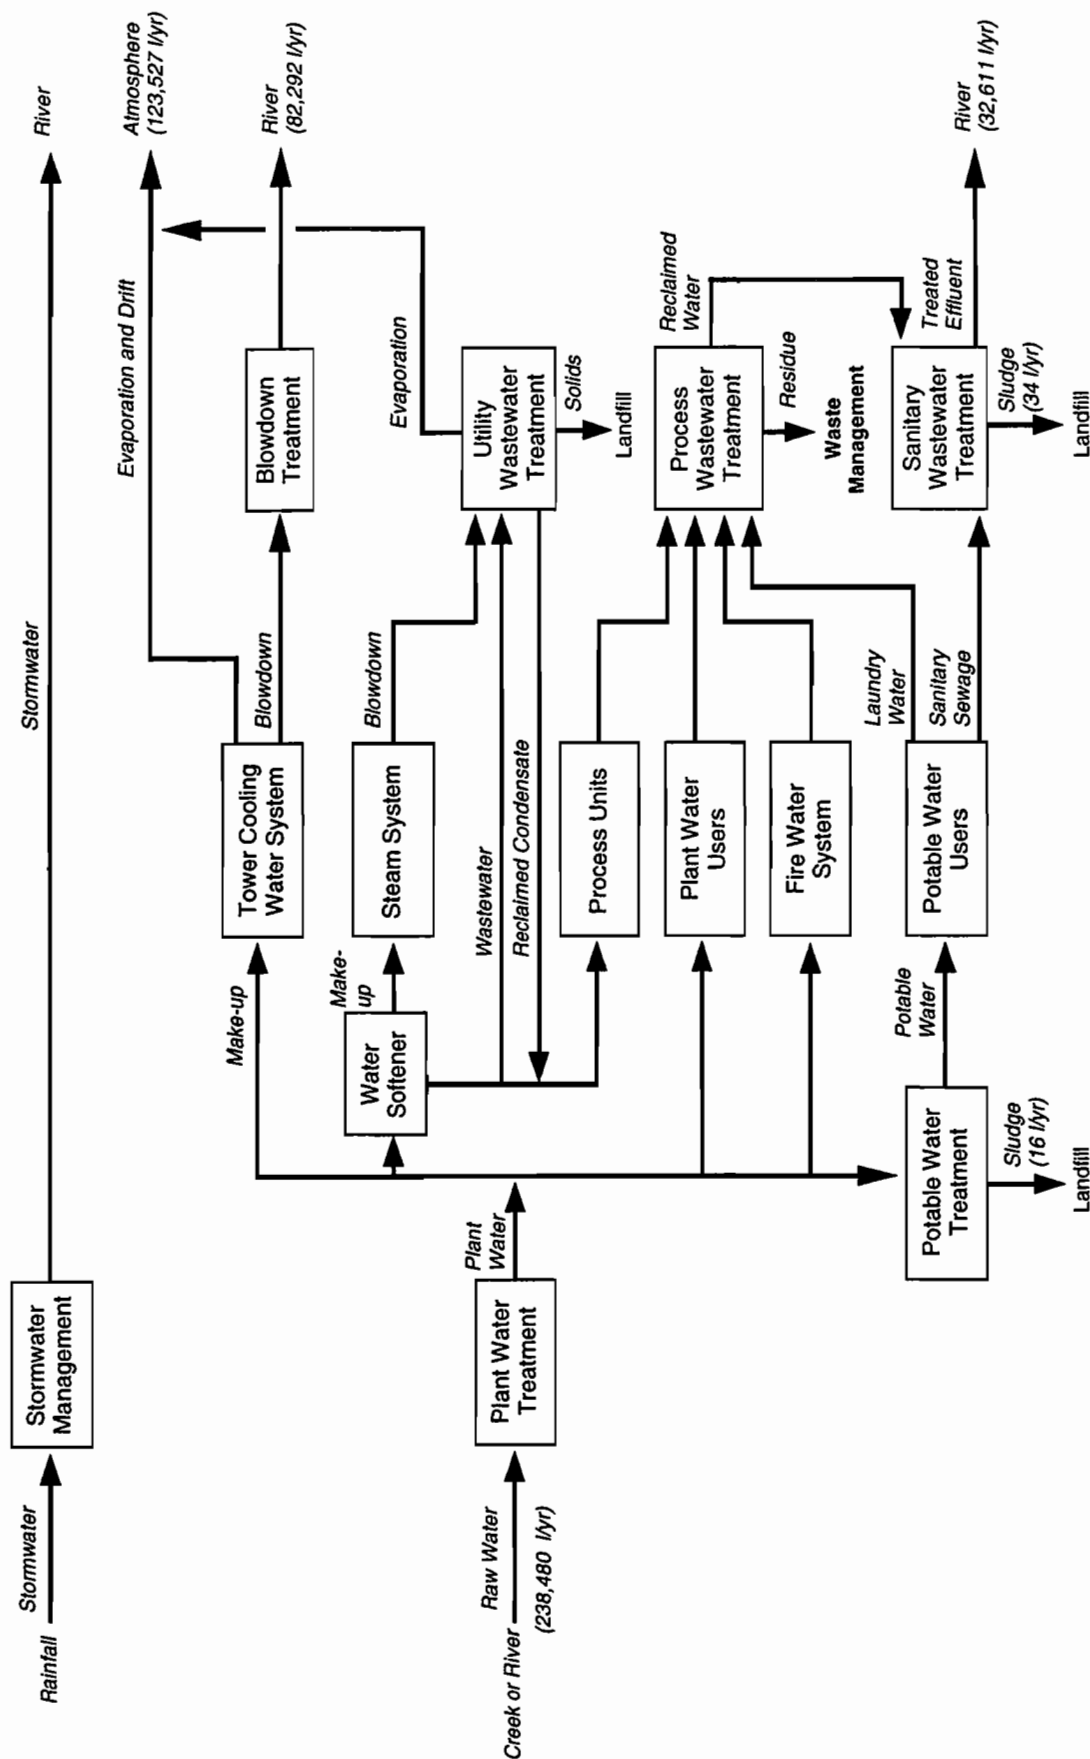 Rainfall
Stormwater
Stormwater
Management
Stormwater
River
Evaporation and Drift
Atmosphere
(123,527 l/yr)
Make-up
Tower Cooling
Water System
Blowdown
Blowdown
Treatment
River
(82,292 l/yr)
Water
Softener
Make-
up
Steam System
Blowdown
Evaporation
Utility
Wastewater
Treatment
Solids
Landfill
Wastewater
Reclaimed Condensate
Creek or River
Raw Water
(238,480 l/yr)
Plant Water
Treatment
Plant
Water
Process Units
Plant Water
Users
Fire Water
System
Process
Wastewater
Treatment
Reclaimed
Water
Residue
Waste
Management
Potable Water
Treatment
Sludge
(16 l/yr)
Landfill
Potable
Water
Potable Water
Users
Laundry
Water
Sanitary
Sewage
Sanitary
Wastewater
Treatment
Treated
Effluent
Sludge
(34 l/yr)
Landfill
River
(32,611 l/yr)